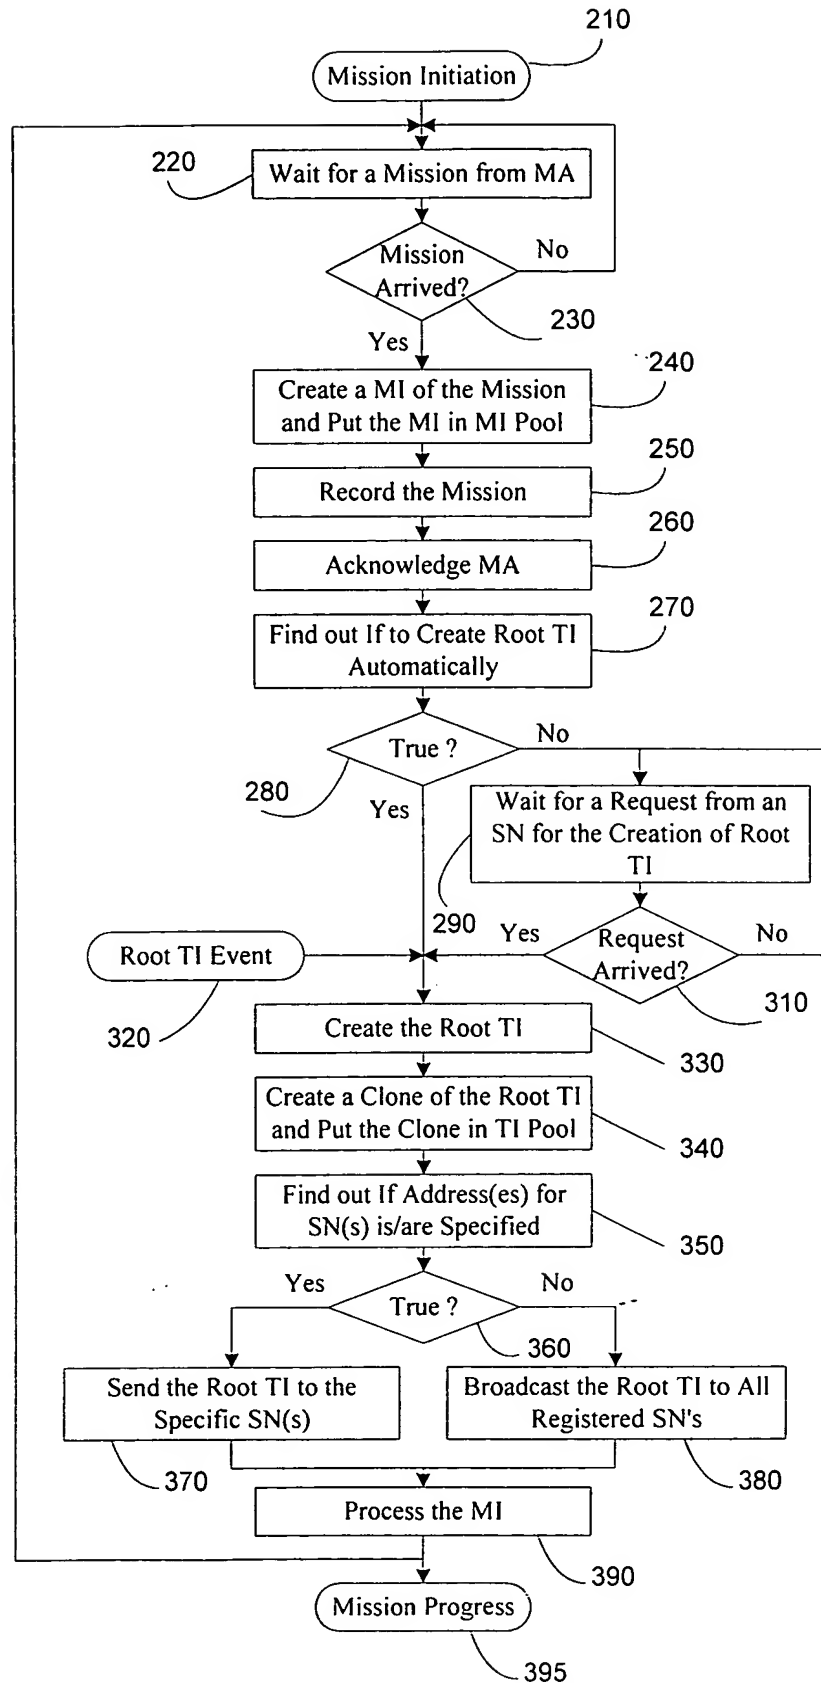 210
Mission Initiation
220
Wait for a Mission from MA
Mission
Arrived?
No
230
Yes
240
Create a MI of the Mission
and Put the MI in MI Pool
250
Record the Mission
260
Acknowledge MA
270
Find out If to Create Root TI
Automatically
True ?
No
280
Yes
Wait for a Request from an
SN for the Creation of Root
TI
290
Yes
Request
Arrived?
No
310
Root TI Event
320
Create the Root TI
330
Create a Clone of the Root TI
and Put the Clone in TI Pool
340
Find out If Address(es) for
SN(s) is/are Specified
350
Yes
True ?
No
360
Send the Root TI to the
Specific SN(s)
370
Broadcast the Root TI to All
Registered SN's
380
Process the MI
390
Mission Progress
395